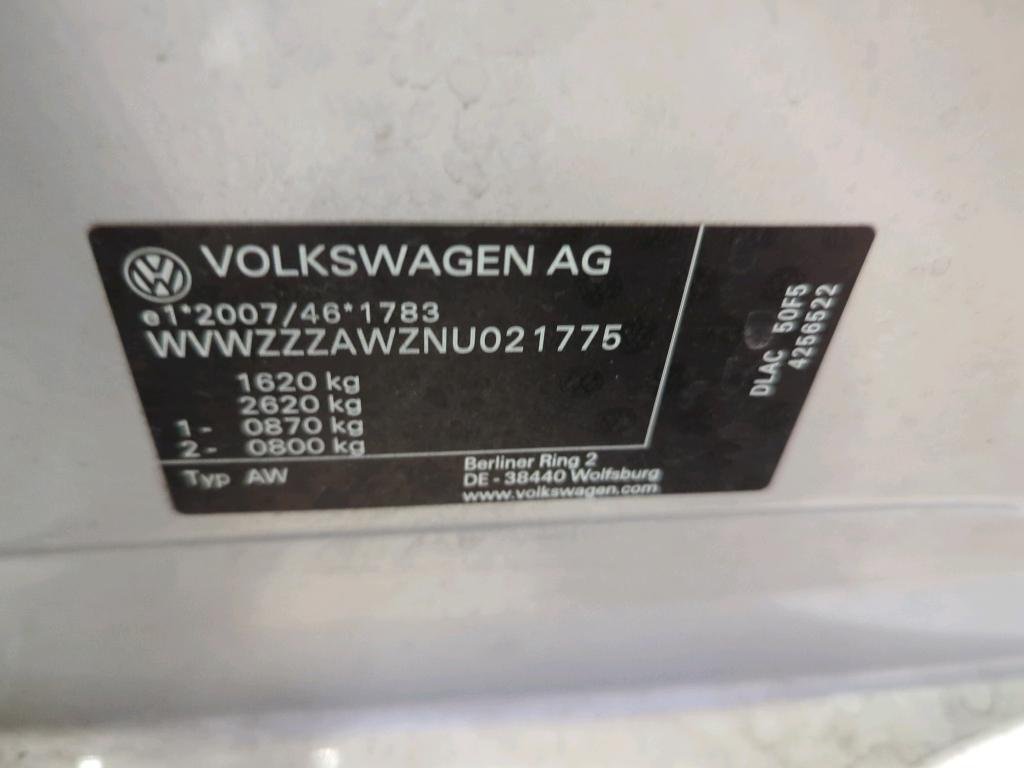 VOLKSWAGEN AG
e1*2007/46*1783
WVWZZZAWZNU021775
1620 kg
2620 kg
1- 0870 kg
2- 0800 kg
Typ AW
Berliner Ring 2
DE - 38440 Wolfsburg
www.volkswagen.com
DLAC 50F5
4256522